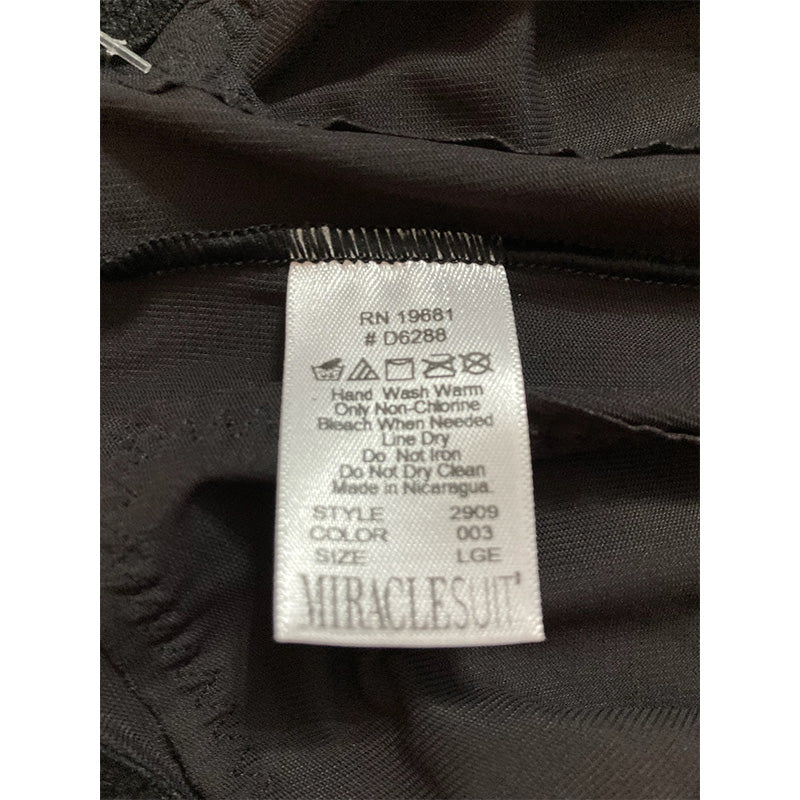 RN 19681
# D6288
Hand Wash Warm
Only Non-Chlorine
Bleach When Needed
Line Dry
Do Not Iron
Do Not Dry Clean
Made in Nicaragua
STYLE 2909
COLOR 003
SIZE LGE
MIRACLESUIT